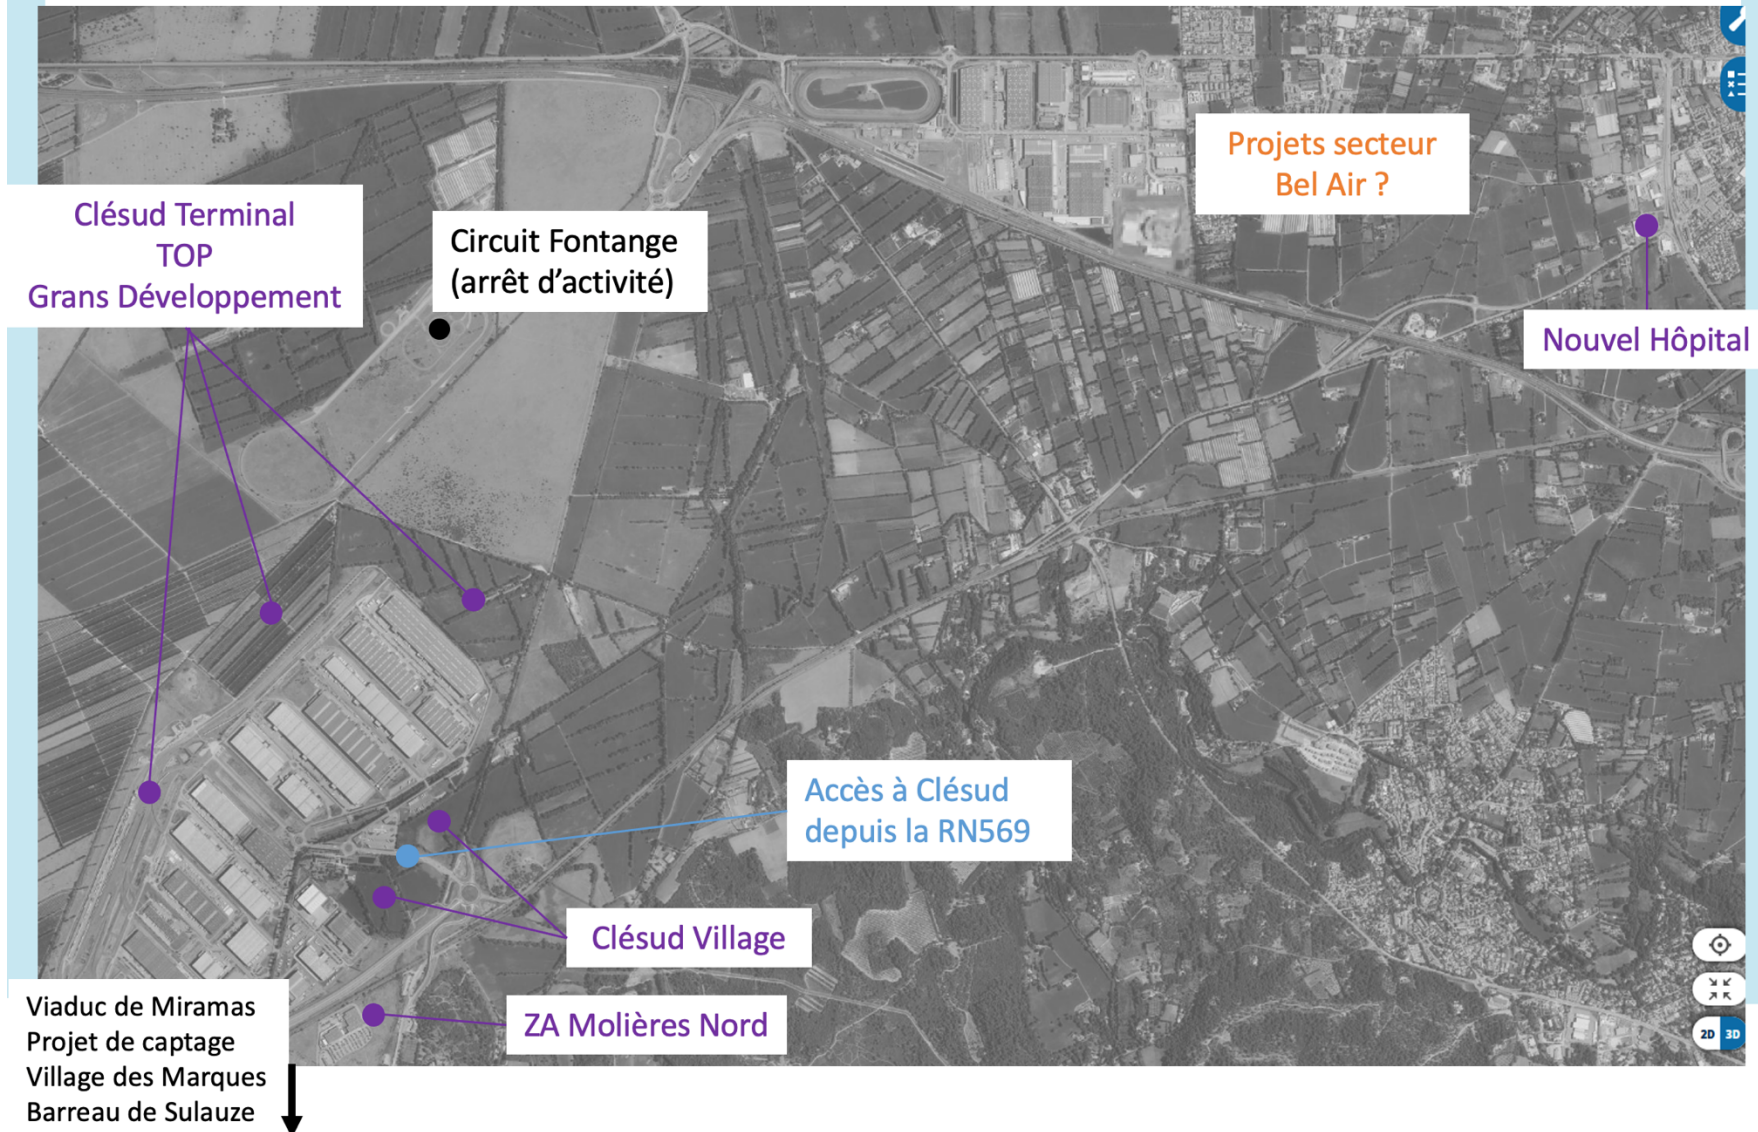 Projets secteur
Bel Air ?
Clésud Terminal
TOP
Grans Développement
Circuit Fontange
(arrêt d’activité)
Nouvel Hôpital
Accès à Clésud
depuis la RN569
Clésud Village
ZA Molières Nord
Viaduc de Miramas
Projet de captage
Village des Marques
Barreau de Sulauze
2D 3D